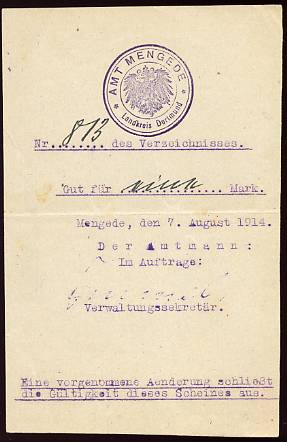 AMT MENGEDE
Landkreis Dortmund
Nr. 813 des Verzeichnisses.
Gut für einen Mark.
Mengede, den 7. August 1914.
Der Amtmann:
Im Auftrage:
Verwaltungssekretär.
Eine vorgenommene Aenderung schließt
die Gültigkeit dieses Scheines aus.